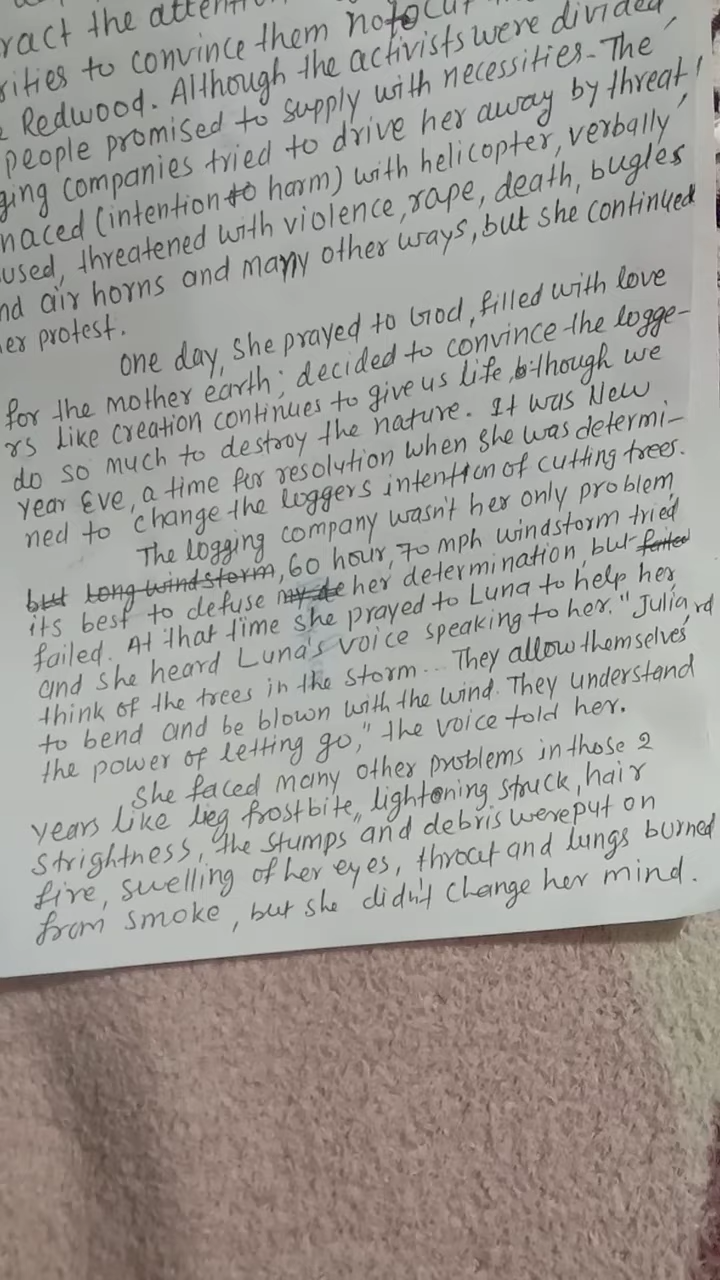 ract the attent
rities to convince them not to cut
Redwood. Although the activists were divided,
people promised to supply with necessities. The
ging companies tried to drive her away by threat,
naced (intention to harm) with helicopter, verbally
used, threatened with violence, rape, death, bugles
nd air horns and many other ways, but she continued
er protest.
One day, she prayed to God, filled with love
for the mother earth; decided to convince the logge-
rs like creation continues to give us life, though we
do so much to destroy the nature. It was New
year Eve, a time for resolution when she was determi-
ned to change the loggers intention of cutting trees.
The logging company wasn't her only problem
but long windstorm, 60 hour, 70 mph windstorm tried
its best to defuse my de her determination, but failed
failed. At that time she prayed to Luna to help her
and she heard Luna's voice speaking to her. "Julia,
think of the trees in the storm... They allow themselves
to bend and be blown with the wind. They understand
the power of letting go," the voice told her.
She faced many other problems in those 2
years like leg frostbite, lightening struck, hair
strightness, the stumps and debris were put on
fire, swelling of her eyes, throat and lungs burned
from smoke, but she didn't change her mind.